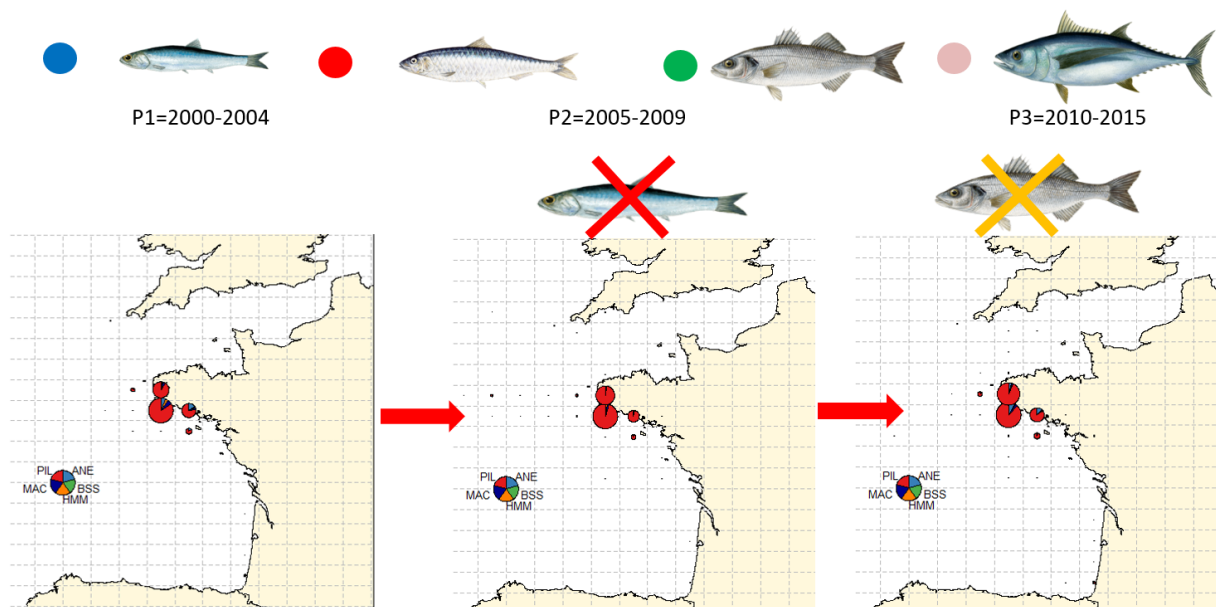 P1=2000-2004
P2=2005-2009
P3=2010-2015
PIL ANE
MAC BSS
HMM
PIL ANE
MAC BSS
HMM
PIL ANE
MAC BSS
HMM